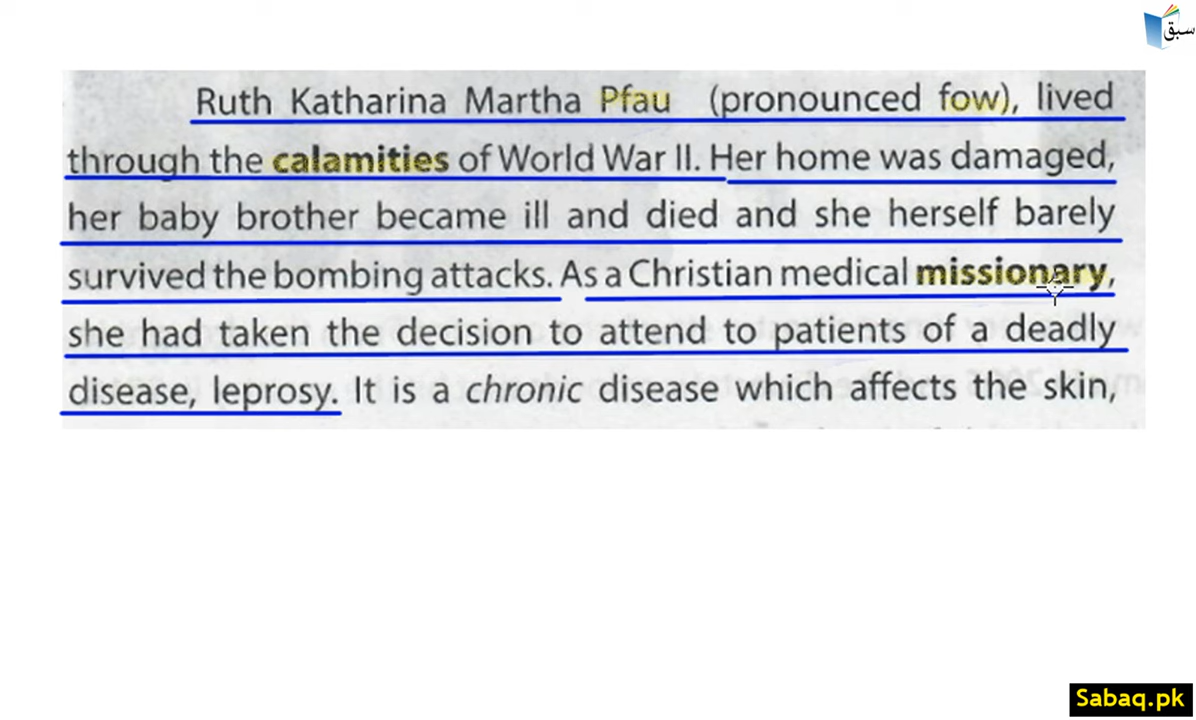 سبق
Ruth Katharina Martha Pfau (pronounced fow), lived
through the calamities of World War II. Her home was damaged,
her baby brother became ill and died and she herself barely
survived the bombing attacks. As a Christian medical missionary,
she had taken the decision to attend to patients of a deadly
disease, leprosy. It is a chronic disease which affects the skin,
Sabaq.pk